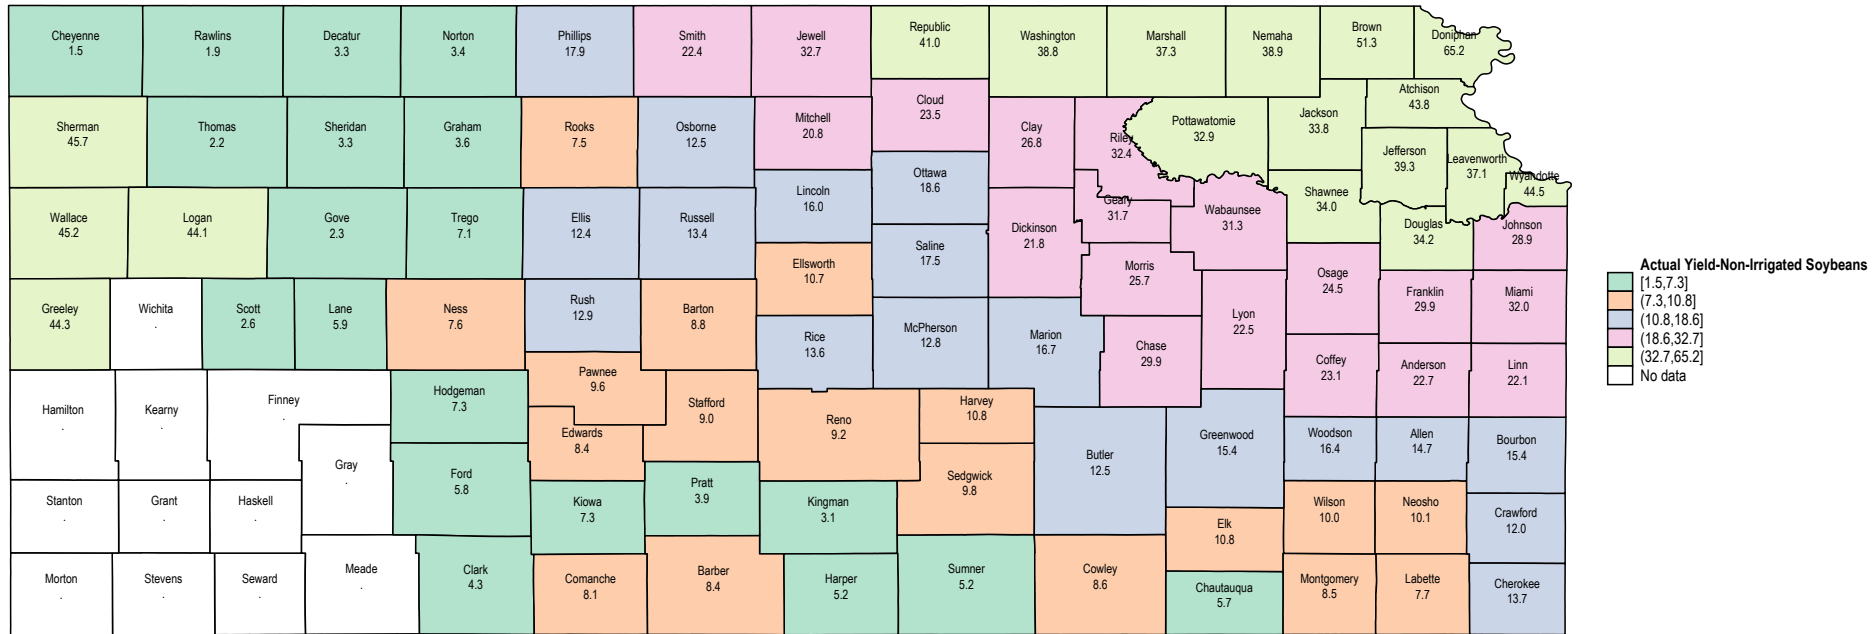 Cheyenne
1.5
Rawlins
1.9
Decatur
3.3
Norton
3.4
Phillips
17.9
Smith
22.4
Jewell
32.7
Republic
41.0
Washington
38.8
Marshall
37.3
Nemaha
38.9
Brown
51.3
Doniphan
65.2
Sherman
45.7
Thomas
2.2
Sheridan
3.3
Graham
3.6
Rooks
7.5
Osborne
12.5
Mitchell
20.8
Cloud
23.5
Clay
26.8
Riley
32.4
Pottawatomie
32.9
Jackson
33.8
Atchison
43.8
Jefferson
39.3
Leavenworth
37.1
Wyandotte
44.5
Wallace
45.2
Logan
44.1
Gove
2.3
Trego
7.1
Ellis
12.4
Russell
13.4
Lincoln
16.0
Ottawa
18.6
Saline
17.5
Dickinson
21.8
Geary
31.7
Wabaunsee
31.3
Shawnee
34.0
Douglas
34.2
Johnson
28.9
Greeley
44.3
Wichita
.
Scott
2.6
Lane
5.9
Ness
7.6
Rush
12.9
Barton
8.8
Ellsworth
10.7
Rice
13.6
McPherson
12.8
Marion
16.7
Morris
25.7
Chase
29.9
Lyon
22.5
Osage
24.5
Franklin
29.9
Miami
32.0
Coffey
23.1
Anderson
22.7
Linn
22.1
Hamilton
.
Kearny
.
Finney
.
Hodgeman
7.3
Pawnee
9.6
Edwards
8.4
Stafford
9.0
Reno
9.2
Harvey
10.8
Sedgwick
9.8
Butler
12.5
Greenwood
15.4
Woodson
16.4
Allen
14.7
Bourbon
15.4
Stanton
.
Grant
.
Haskell
.
Gray
.
Ford
5.8
Kiowa
7.3
Pratt
3.9
Kingman
3.1
Elk
10.8
Wilson
10.0
Neosho
10.1
Crawford
12.0
Morton
.
Stevens
.
Seward
.
Meade
.
Clark
4.3
Comanche
8.1
Barber
8.4
Harper
5.2
Sumner
5.2
Cowley
8.6
Chautauqua
5.7
Montgomery
8.5
Labette
7.7
Cherokee
13.7
Actual Yield-Non-Irrigated Soybeans
[1.5,7.3]
(7.3,10.8]
(10.8,18.6]
(18.6,32.7]
(32.7,65.2]
No data